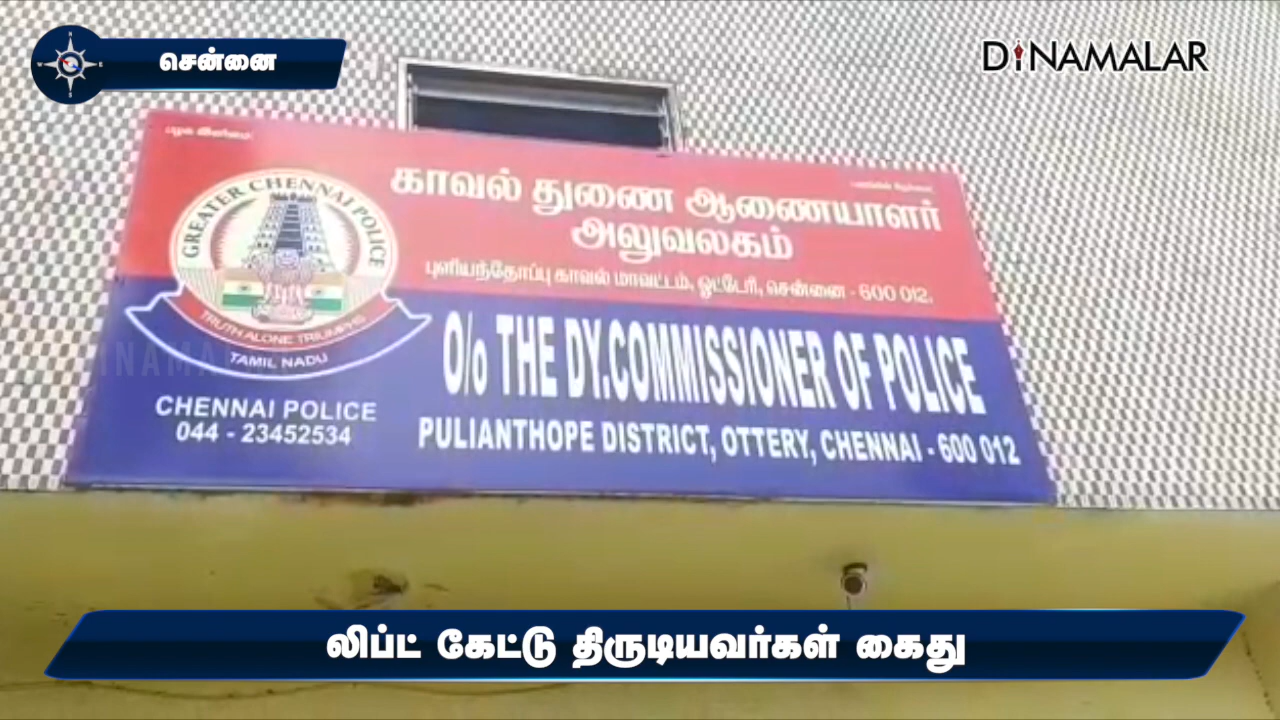 சென்னை
DINAMALAR
காவல் துணை ஆணையாளர்
அலுவலகம்
புளியந்தோப்பு காவல் மாவட்டம், ஓட்டேரி, சென்னை - 600 012.
GREATER CHENNAI POLICE
TRUTH ALONE TRIUMPHS
TAMIL NADU
CHENNAI POLICE
044 - 23452534
O/o THE DY.COMMISSIONER OF POLICE
PULIANTHOPE DISTRICT, OTTERY, CHENNAI - 600 012
லிப்ட் கேட்டு திருடியவர்கள் கைது